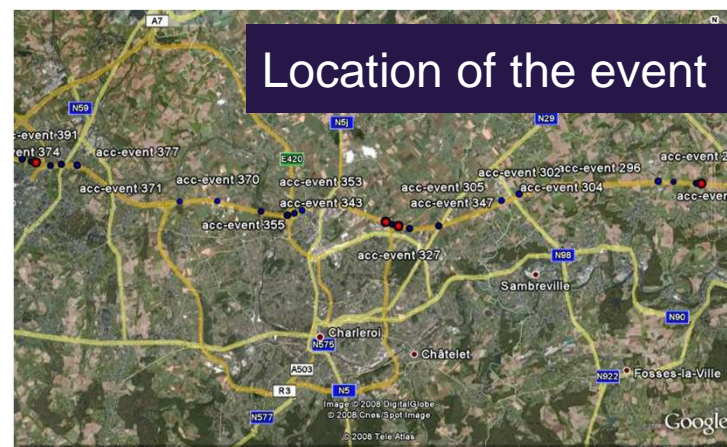 Location of the event
A7
N
N59
N5j
N29
E420
-event 391
acc-event 377
ent 374
acc-event 302
acc-event 296
acc-event 2
acc-event 371
acc-event 370
acc-event 353
acc-event 305
acc-event 304
acc-even
acc-event 343
acc-event 347
acc-event 355
acc-event 327
N98
Sambreville
N90
Charleroi
N575
Châtelet
A503
R3
N5
N922
Fosses-la-Ville
N577
Image © 2008 DigitalGlobe
© 2008 Cnes/Spot Image
© 2008 Tele Atlas
Google